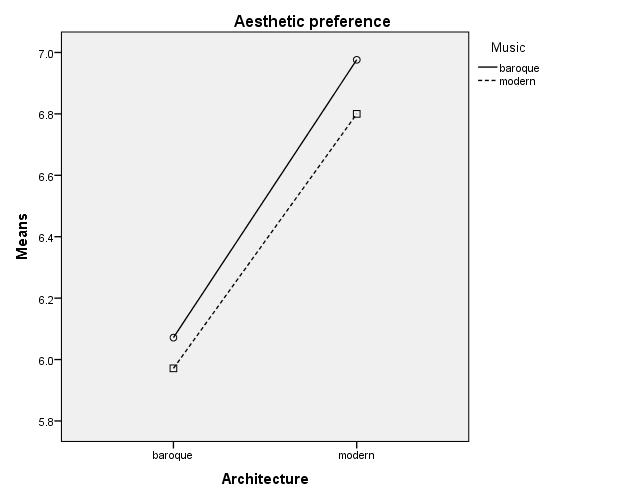 Aesthetic preference
Music
baroque
modern
Means
7.0
6.8
6.6
6.4
6.2
6.0
5.8
baroque
modern
Architecture